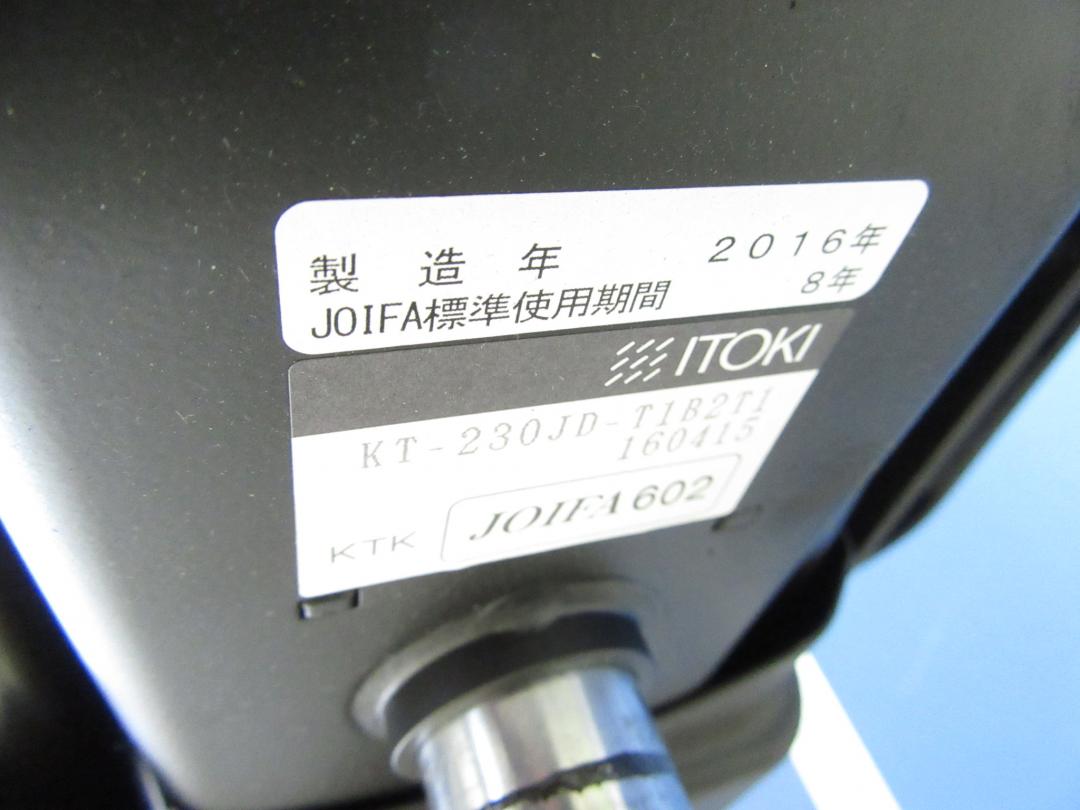 製造年 2016年
JOIFA標準使用期間 8年
ITOKI
KT-230JD-T1B2T1
160415
KTK JOIFA602